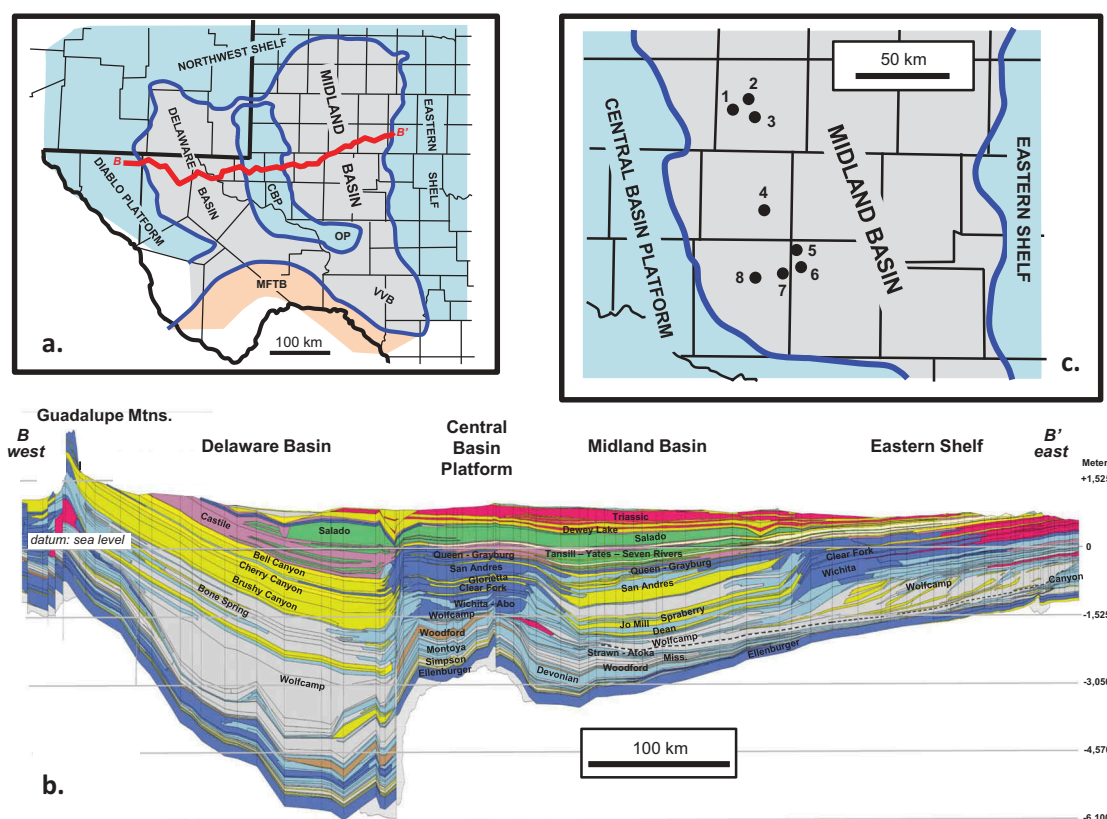 NORTHWEST SHELF
MIDLAND
BASIN
DELAWARE
BASIN
EASTERN
SHELF
B
B'
DIABLO PLATFORM
CBP
OP
MFTB
VVB
a.
100 km
50 km
1
2
3
4
5
6
7
8
CENTRAL BASIN PLATFORM
MIDLAND BASIN
EASTERN SHELF
c.
Guadalupe Mtns.
B
west
Delaware Basin
Central
Basin
Platform
Midland Basin
Eastern Shelf
B'
east
Meter
+1,525
0
-1,525
-3,050
-4,570
-6,100
datum: sea level
Castile
Salado
Bell Canyon
Cherry Canyon
Brushy Canyon
Bone Spring
Wolfcamp
Queen - Grayburg
San Andres
Glorietta
Clear Fork
Wichita - Abo
Wolfcamp
Woodford
Montoya
Simpson
Ellenburger
Triassic
Dewey Lake
Salado
Tansill – Yates – Seven Rivers
Queen - Grayburg
San Andres
Spraberry
Jo Mill
Dean
Wolfcamp
Strawn - Atoka
Miss.
Woodford
Devonian
Ellenburger
Clear Fork
Wichita
Wolfcamp
Canyon
100 km
b.